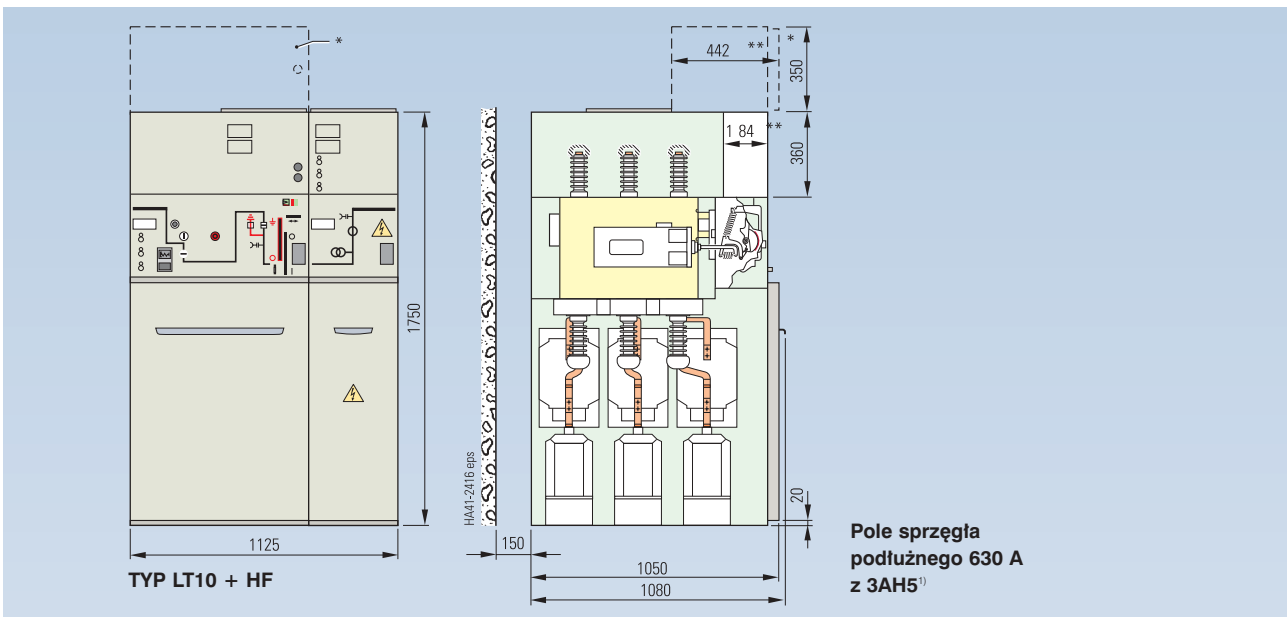 *
442
**
*
350
1 84
**
360
1750
HA41-2416 eps
20
1125
150
1050
1080
TYP LT10 + HF
Pole sprzęgła
podłużnego 630 A
z 3AH5¹⁾